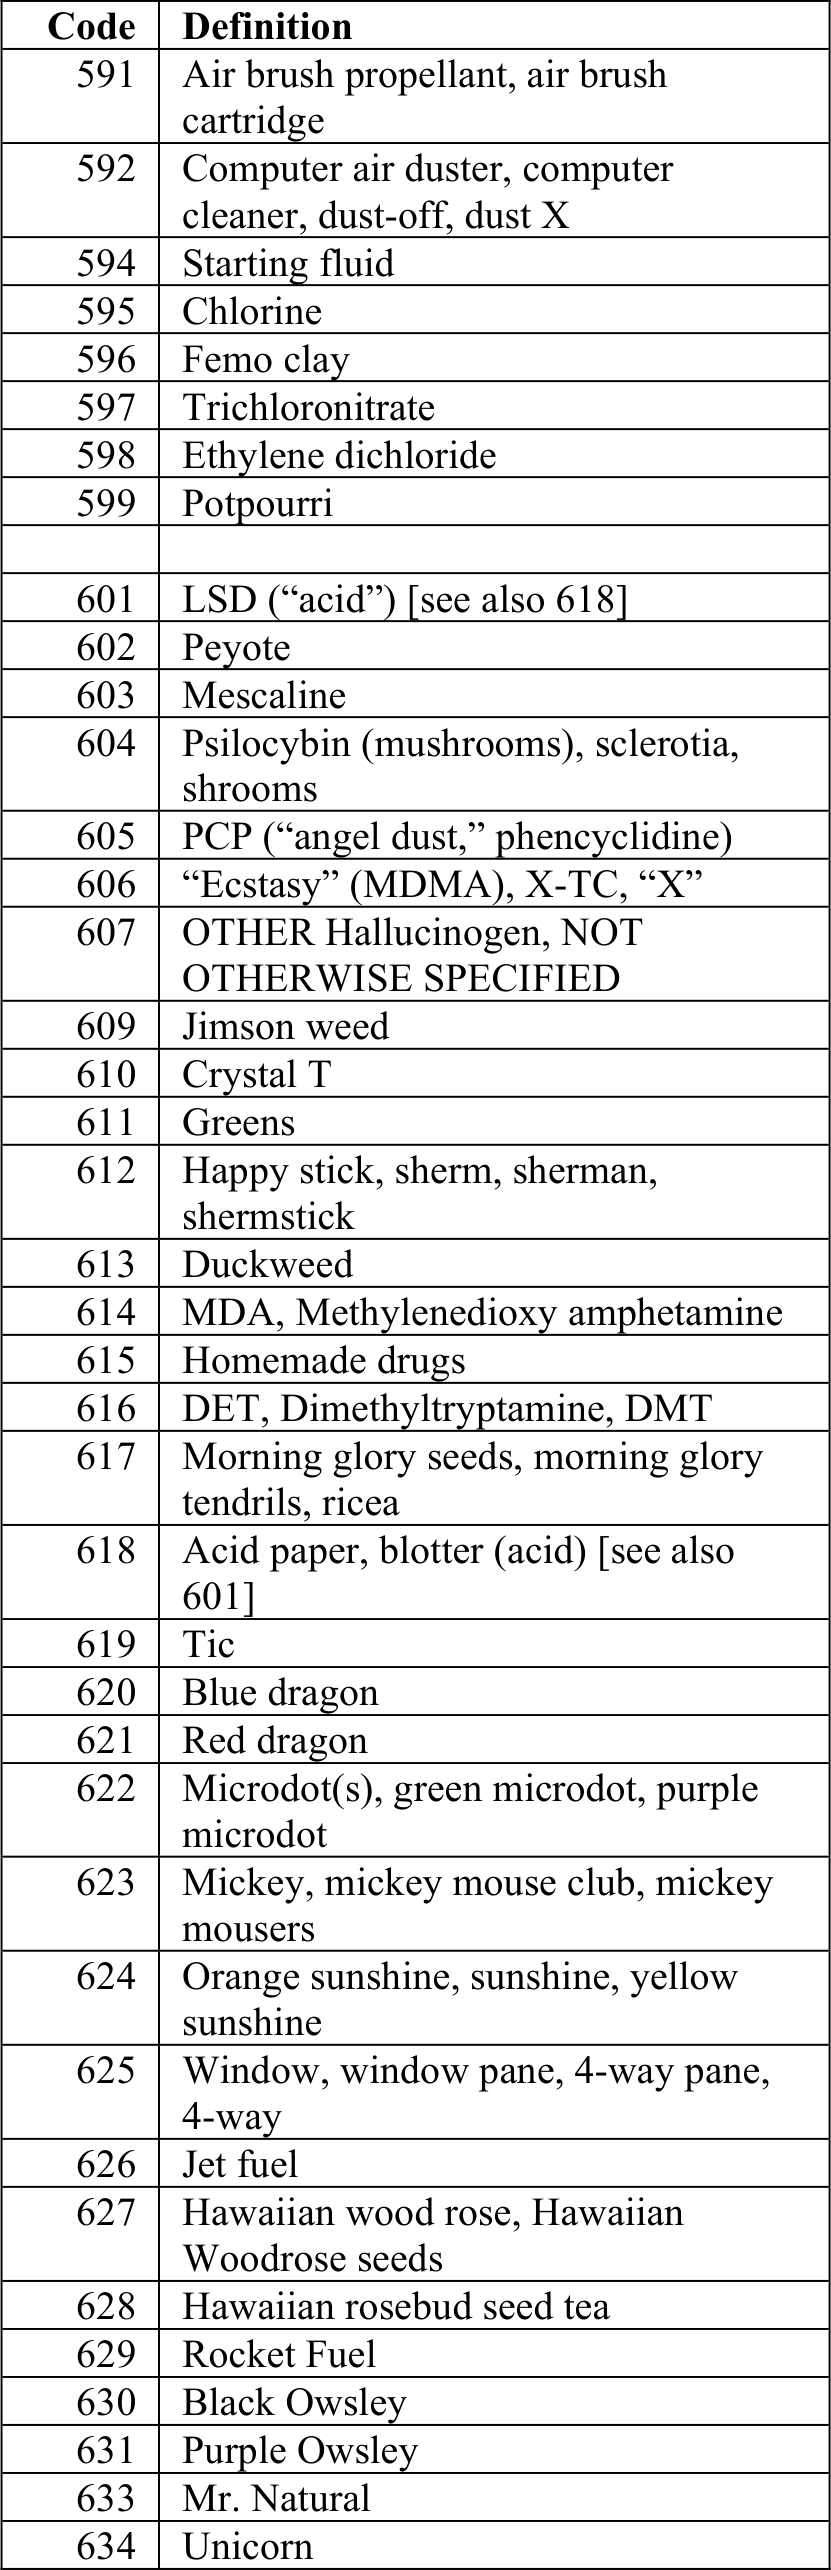 Code Definition
591 Air brush propellant, air brush
cartridge
592 Computer air duster, computer
cleaner, dust-off, dust X
594 Starting fluid
595 Chlorine
596 Femo clay
597 Trichloronitrate
598 Ethylene dichloride
599 Potpourri
601 LSD (“acid”) [see also 618]
602 Peyote
603 Mescaline
604 Psilocybin (mushrooms), sclerotia,
shrooms
605 PCP (“angel dust,” phencyclidine)
606 “Ecstasy” (MDMA), X-TC, “X”
607 OTHER Hallucinogen, NOT
OTHERWISE SPECIFIED
609 Jimson weed
610 Crystal T
611 Greens
612 Happy stick, sherm, sherman,
shermstick
613 Duckweed
614 MDA, Methylenedioxy amphetamine
615 Homemade drugs
616 DET, Dimethyltryptamine, DMT
617 Morning glory seeds, morning glory
tendrils, ricea
618 Acid paper, blotter (acid) [see also
601]
619 Tic
620 Blue dragon
621 Red dragon
622 Microdot(s), green microdot, purple
microdot
623 Mickey, mickey mouse club, mickey
mousers
624 Orange sunshine, sunshine, yellow
sunshine
625 Window, window pane, 4-way pane,
4-way
626 Jet fuel
627 Hawaiian wood rose, Hawaiian
Woodrose seeds
628 Hawaiian rosebud seed tea
629 Rocket Fuel
630 Black Owsley
631 Purple Owsley
633 Mr. Natural
634 Unicorn